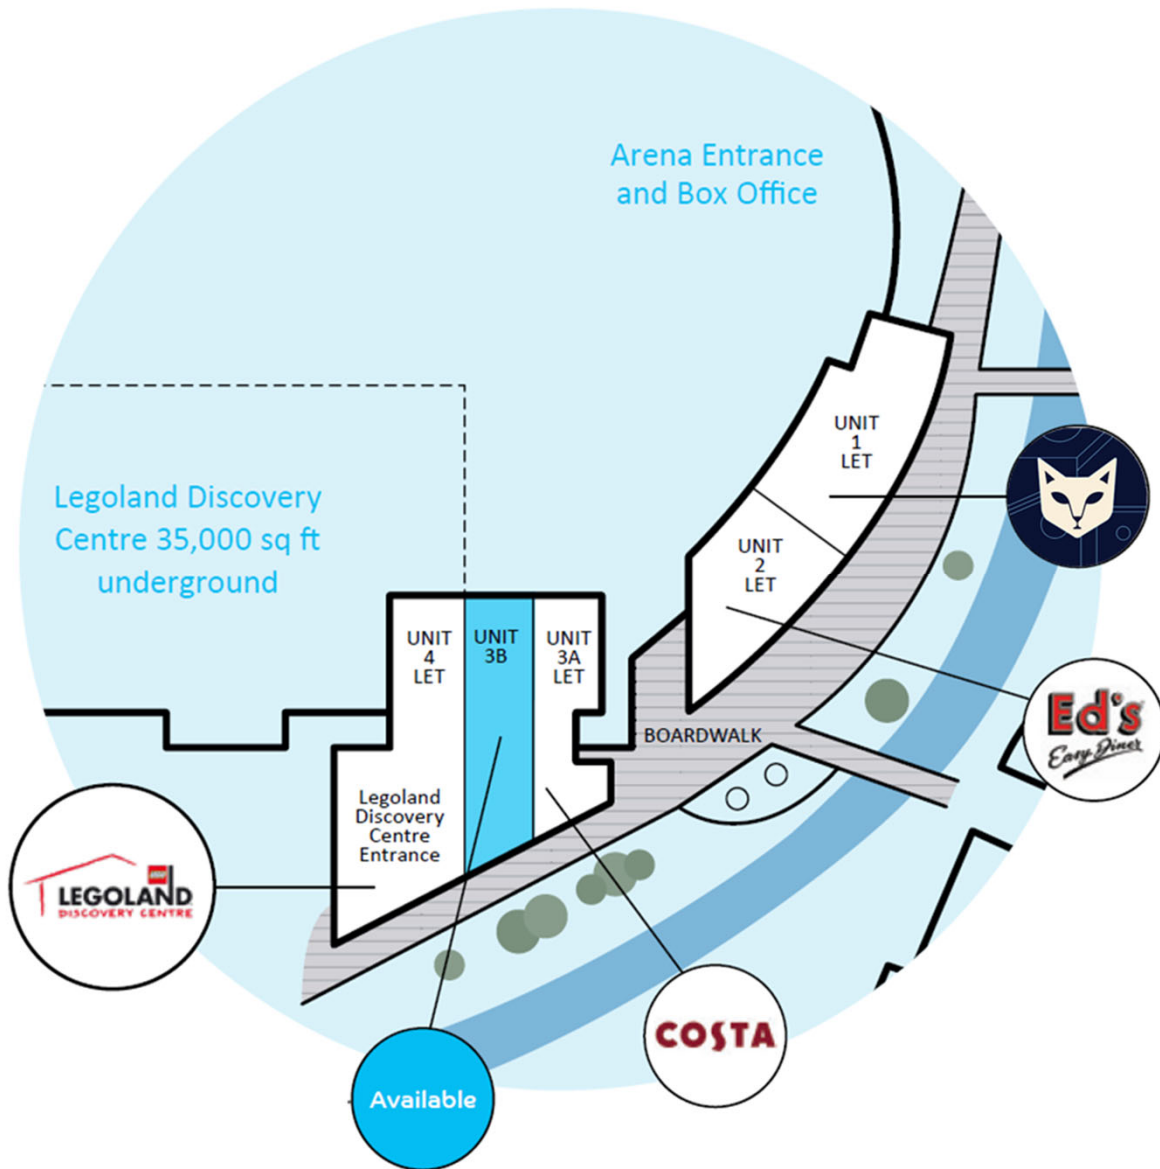 Arena Entrance
and Box Office
Legoland Discovery
Centre 35,000 sq ft
underground
UNIT
1
LET
UNIT
2
LET
UNIT
4
LET
UNIT
3B
UNIT
3A
LET
BOARDWALK
Legoland
Discovery
Centre
Entrance
Ed's
Easy Diner
LEGO
LEGOLAND
DISCOVERY CENTRE
COSTA
Available